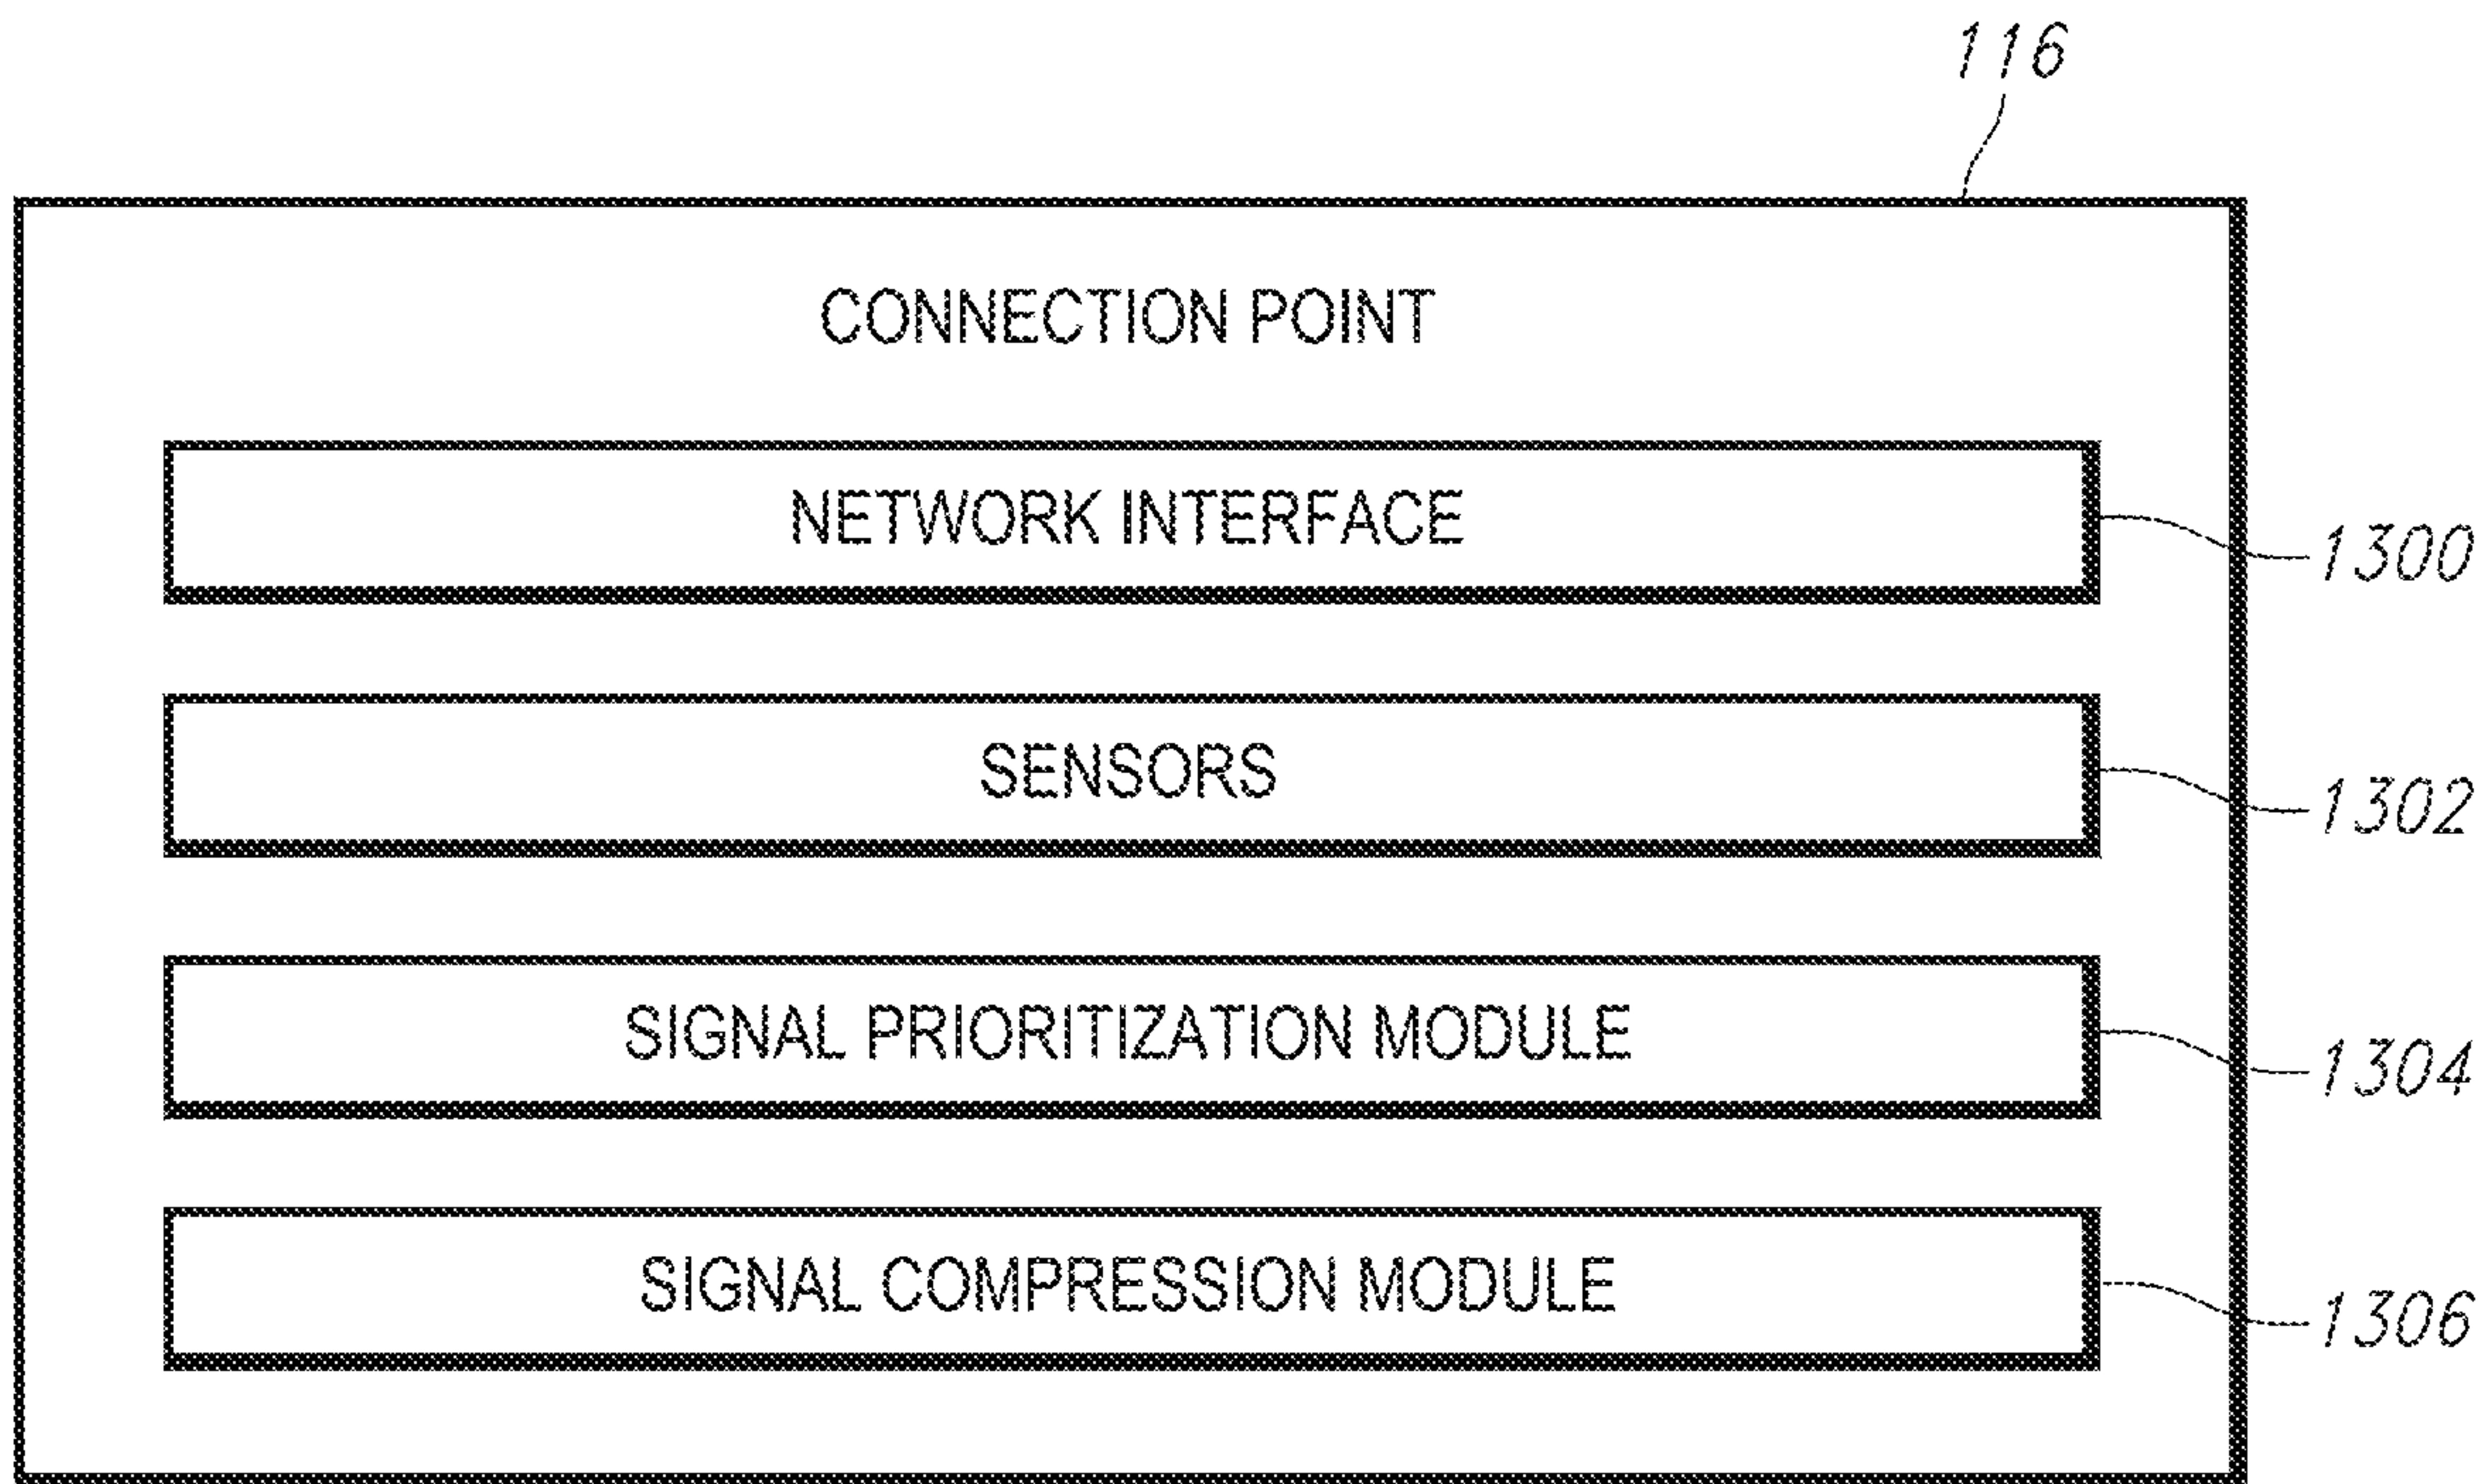 116
CONNECTION POINT
NETWORK INTERFACE
1300
SENSORS
1302
SIGNAL PRIORITIZATION MODULE
1304
SIGNAL COMPRESSION MODULE
1306